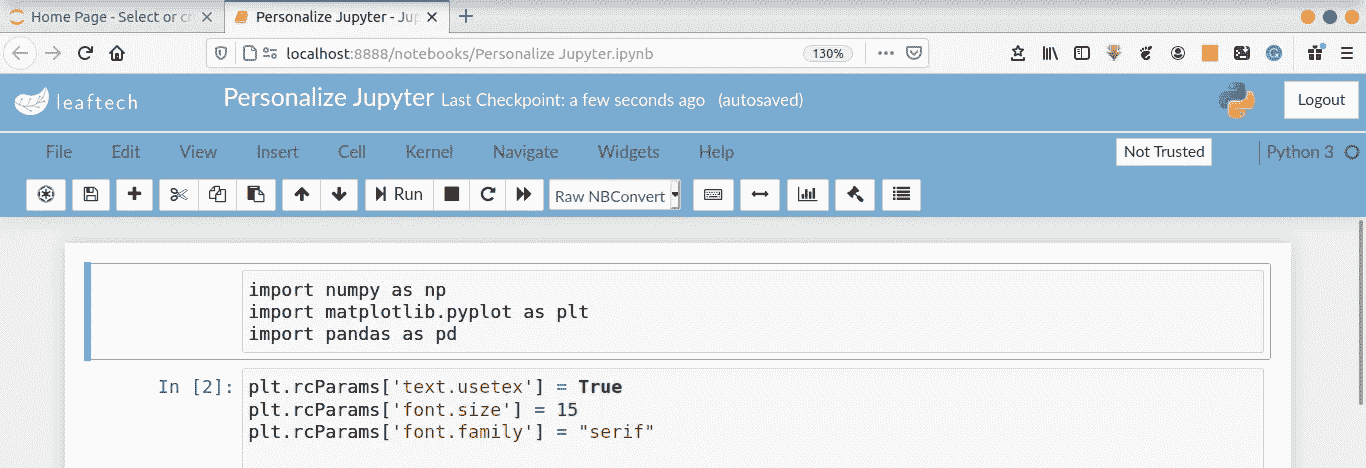 Home Page - Select or cr
Personalize Jupyter - Jup
localhost:8888/notebooks/Personalize Jupyter.ipynb
130%
leaftech
Personalize Jupyter Last Checkpoint: a few seconds ago (autosaved)
Logout
File Edit View Insert Cell Kernel Navigate Widgets Help
Not Trusted
Python 3
Run
Raw NBConvert
import numpy as np
import matplotlib.pyplot as plt
import pandas as pd
In [2]:
plt.rcParams['text.usetex'] = True
plt.rcParams['font.size'] = 15
plt.rcParams['font.family'] = "serif"